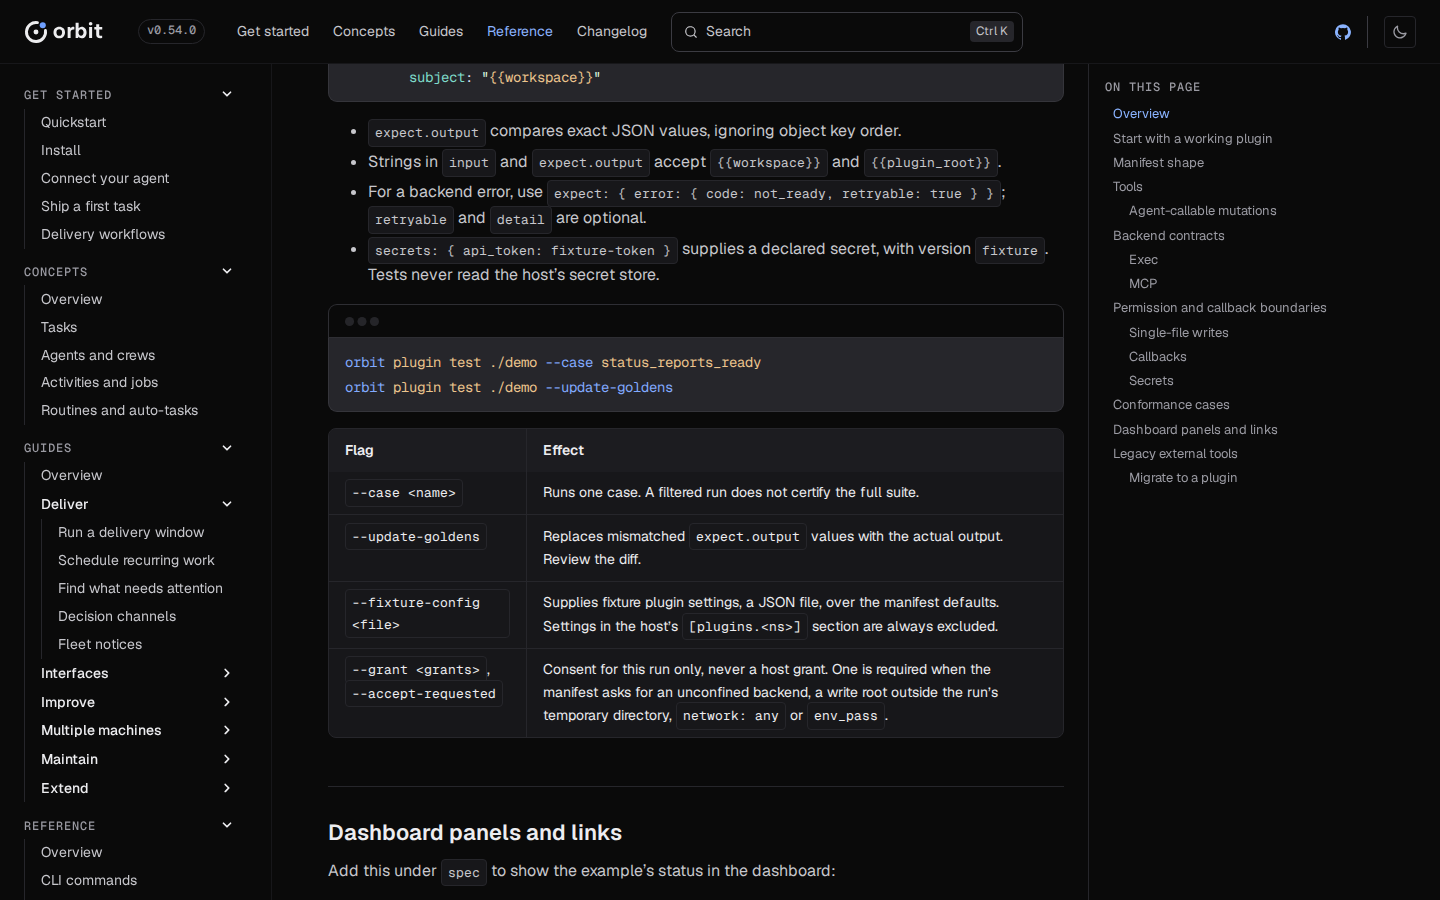 orbit
v0.54.0
Get started
Concepts
Guides
Reference
Changelog
Search
Ctrl K
GET STARTED
Quickstart
Install
Connect your agent
Ship a first task
Delivery workflows
CONCEPTS
Overview
Tasks
Agents and crews
Activities and jobs
Routines and auto-tasks
GUIDES
Overview
Deliver
Run a delivery window
Schedule recurring work
Find what needs attention
Decision channels
Fleet notices
Interfaces
Improve
Multiple machines
Maintain
Extend
REFERENCE
Overview
CLI commands
subject: "{{workspace}}"
expect.output compares exact JSON values, ignoring object key order.
Strings in input and expect.output accept {{workspace}} and {{plugin_root}}.
For a backend error, use expect: { error: { code: not_ready, retryable: true } };
retryable and detail are optional.
secrets: { api_token: fixture-token } supplies a declared secret, with version fixture.
Tests never read the host's secret store.
orbit plugin test ./demo --case status_reports_ready
orbit plugin test ./demo --update-goldens
Flag
Effect
--case <name>
Runs one case. A filtered run does not certify the full suite.
--update-goldens
Replaces mismatched expect.output values with the actual output.
Review the diff.
--fixture-config
<file>
Supplies fixture plugin settings, a JSON file, over the manifest defaults.
Settings in the host's [plugins.<ns>] section are always excluded.
--grant <grants>,
--accept-requested
Consent for this run only, never a host grant. One is required when the
manifest asks for an unconfined backend, a write root outside the run's
temporary directory, network: any or env_pass.
Dashboard panels and links
Add this under spec to show the example's status in the dashboard:
ON THIS PAGE
Overview
Start with a working plugin
Manifest shape
Tools
Agent-callable mutations
Backend contracts
Exec
MCP
Permission and callback boundaries
Single-file writes
Callbacks
Secrets
Conformance cases
Dashboard panels and links
Legacy external tools
Migrate to a plugin